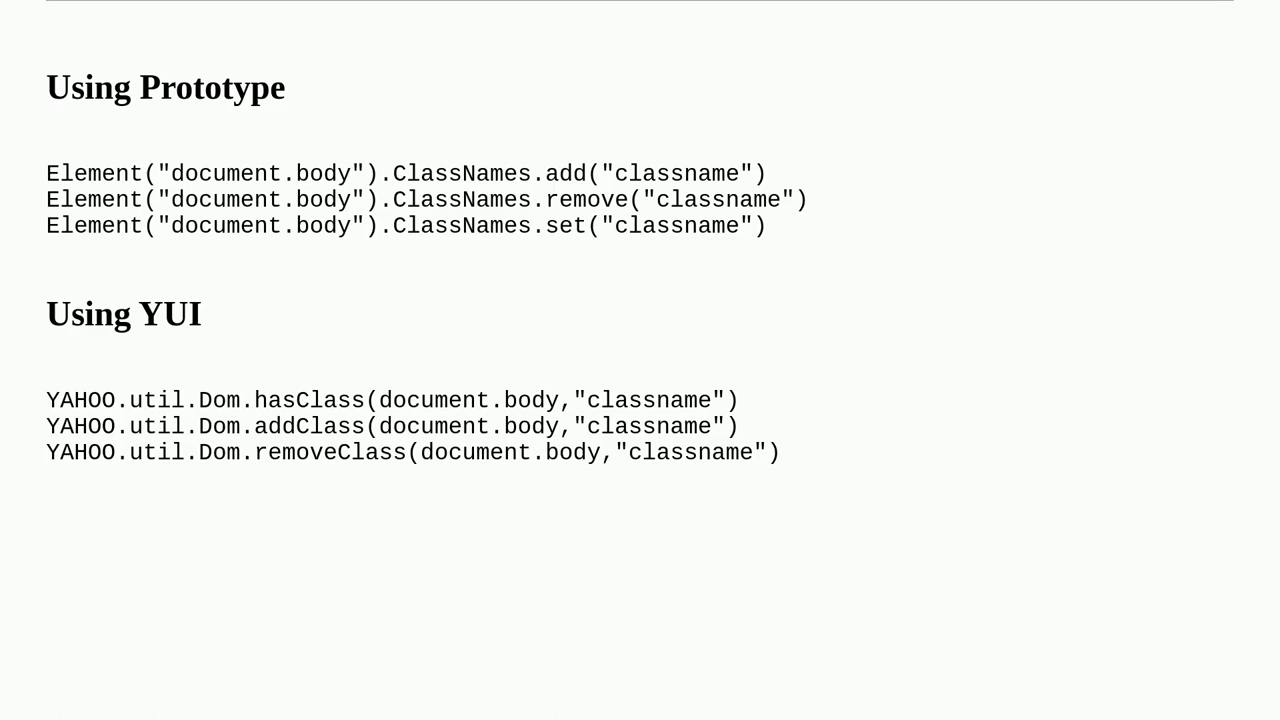 Using Prototype
Element("document.body").ClassNames.add("classname")
Element("document.body").ClassNames.remove("classname")
Element("document.body").ClassNames.set("classname")
Using YUI
YAHOO.util.Dom.hasClass(document.body,"classname")
YAHOO.util.Dom.addClass(document.body,"classname")
YAHOO.util.Dom.removeClass(document.body,"classname")